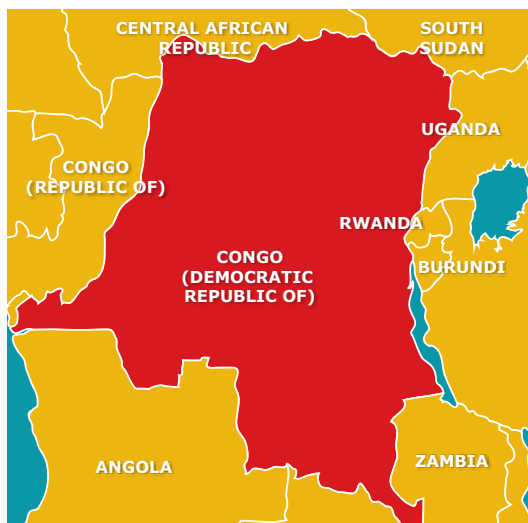 CENTRAL AFRICAN
REPUBLIC
SOUTH
SUDAN
UGANDA
CONGO
(REPUBLIC OF)
RWANDA
CONGO
(DEMOCRATIC
REPUBLIC OF)
BURUNDI
ANGOLA
ZAMBIA